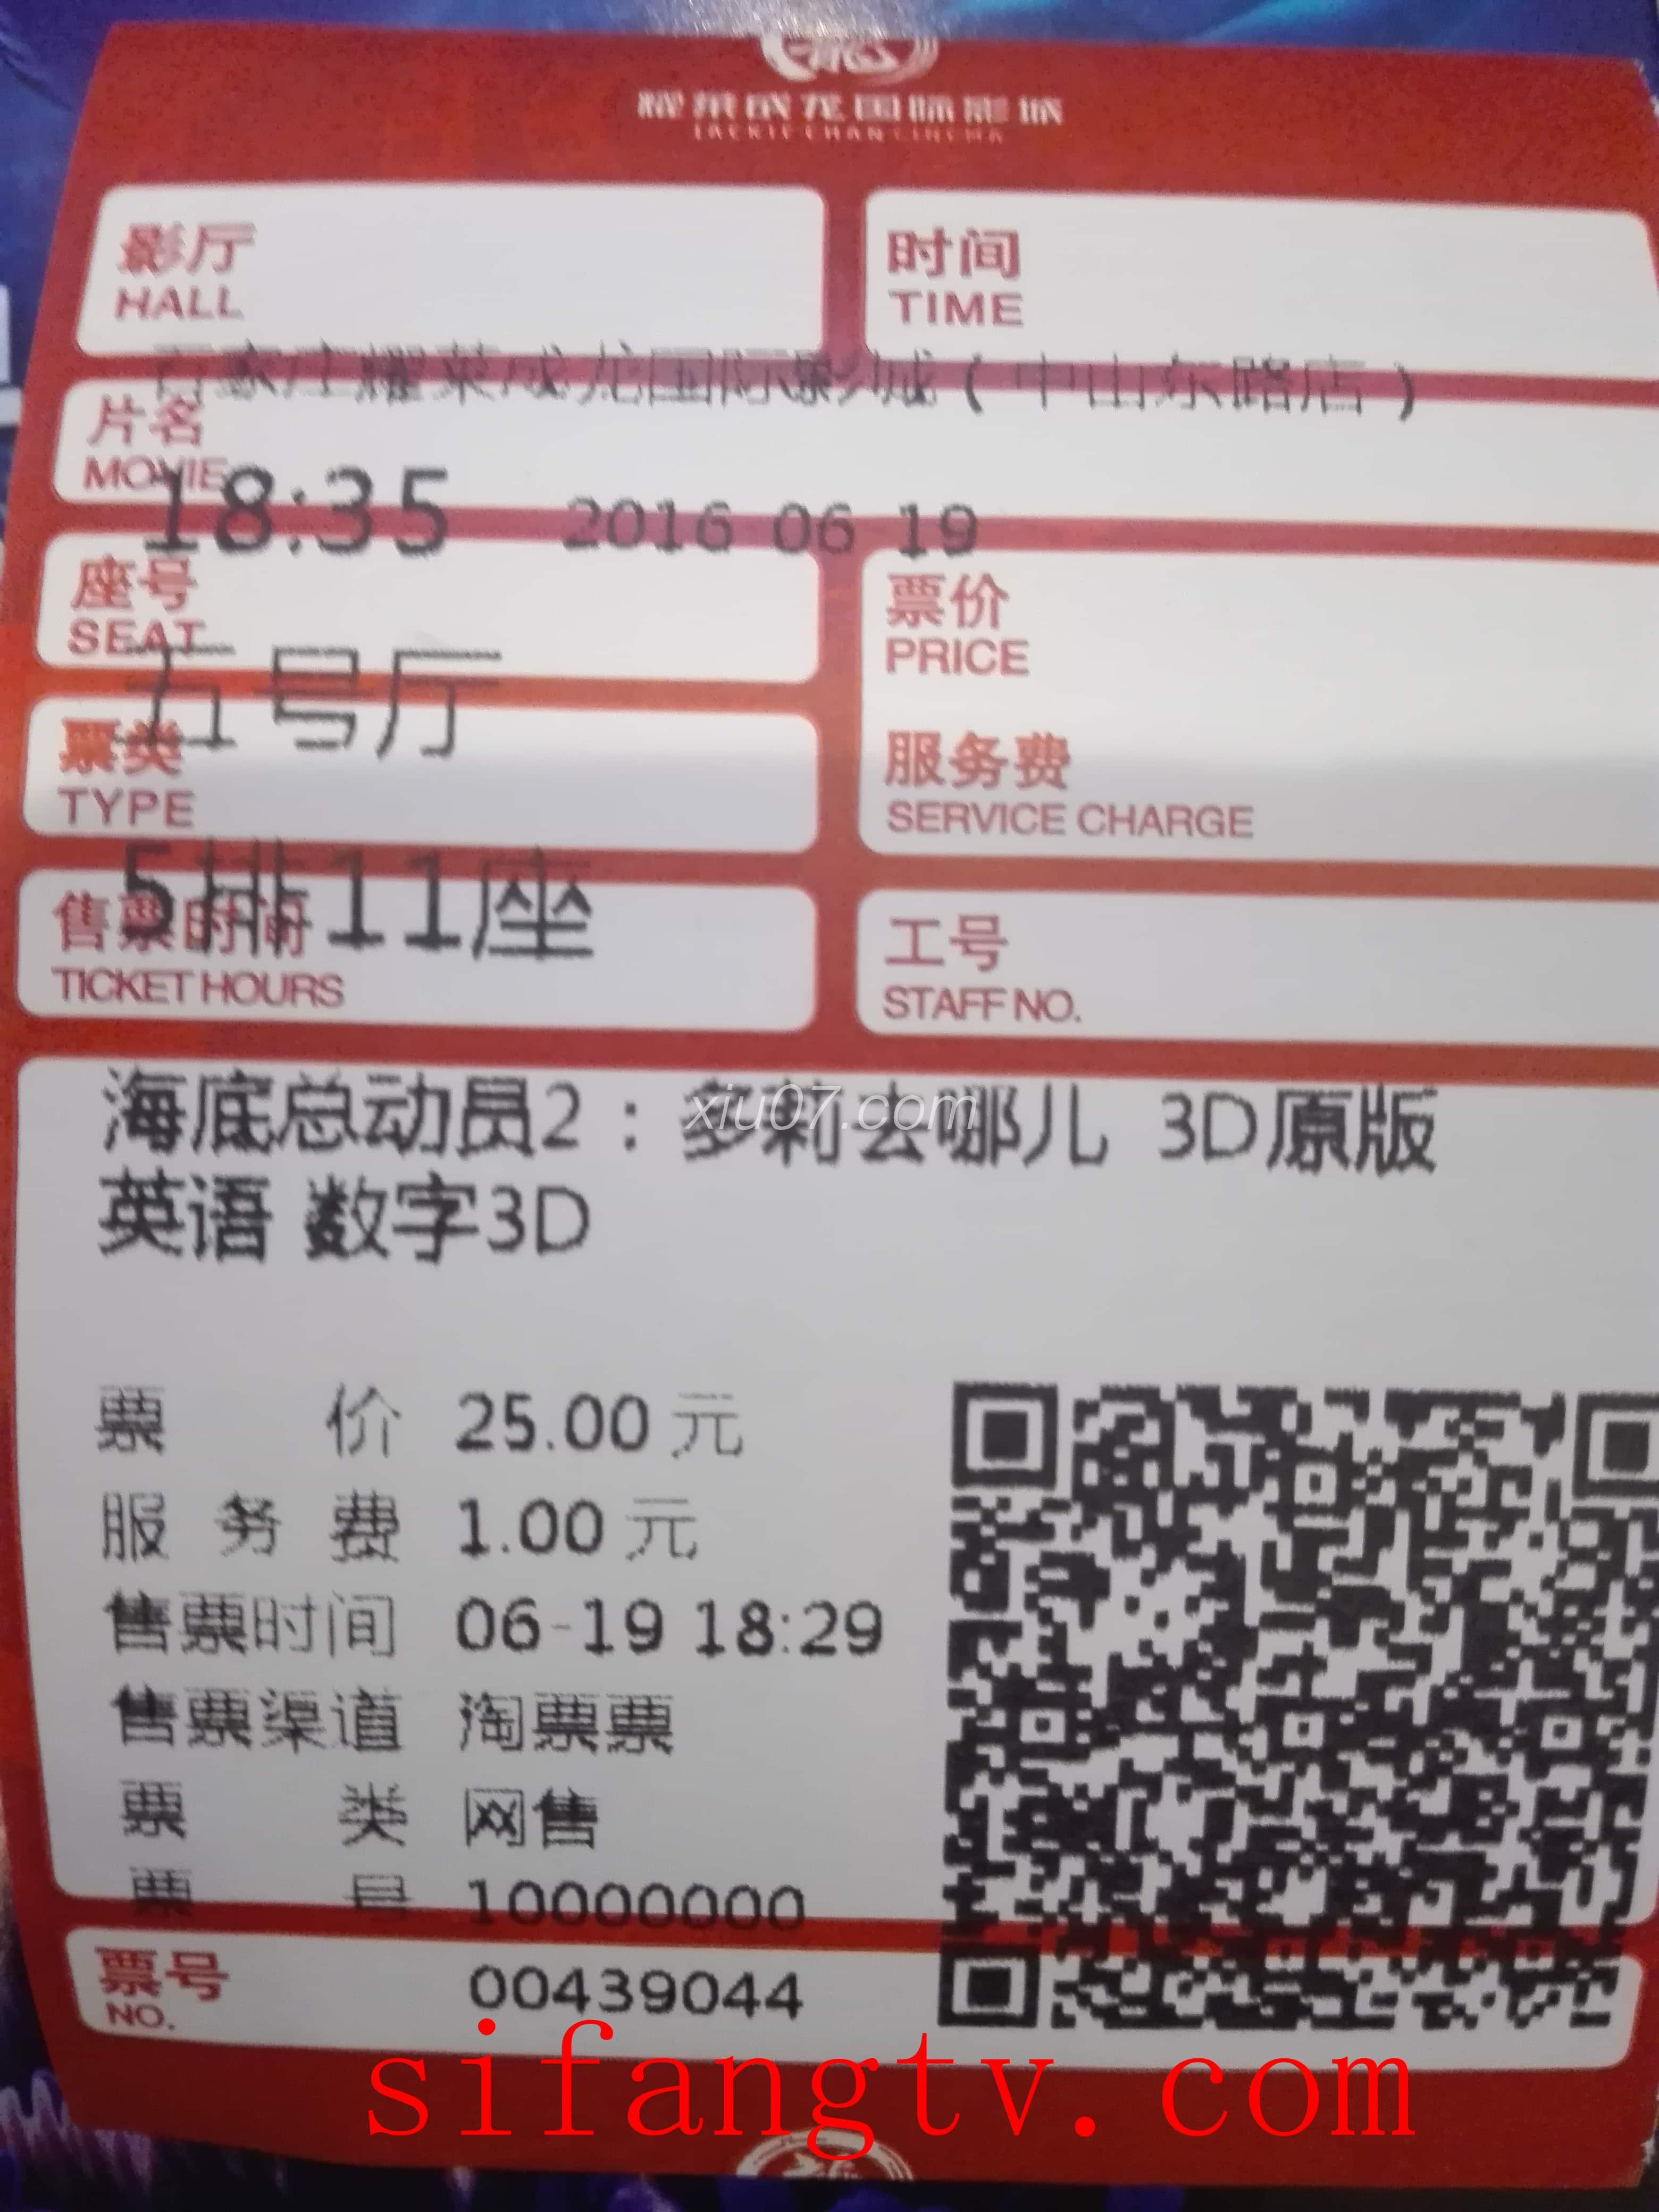 耀莱成龙国际影城
JACKIE CHAN CINEMA
影厅
HALL
时间
TIME
石家庄耀莱成龙国际影城(中山东路店)
片名
MOVIE
18:35 2016-06-19
座号
SEAT
票价
PRICE
五号厅
票类
TYPE
服务费
SERVICE CHARGE
5排11座
售票时间
TICKET HOURS
工号
STAFF NO.
海底总动员2:多莉去哪儿 3D原版
xiu07.com
英语 数字3D
票价 25.00 元
服务费 1.00 元
售票时间 06-19 18:29
售票渠道 淘票票
票类 网售
票号 10000000
票号
NO.
00439044
sifangtv.com